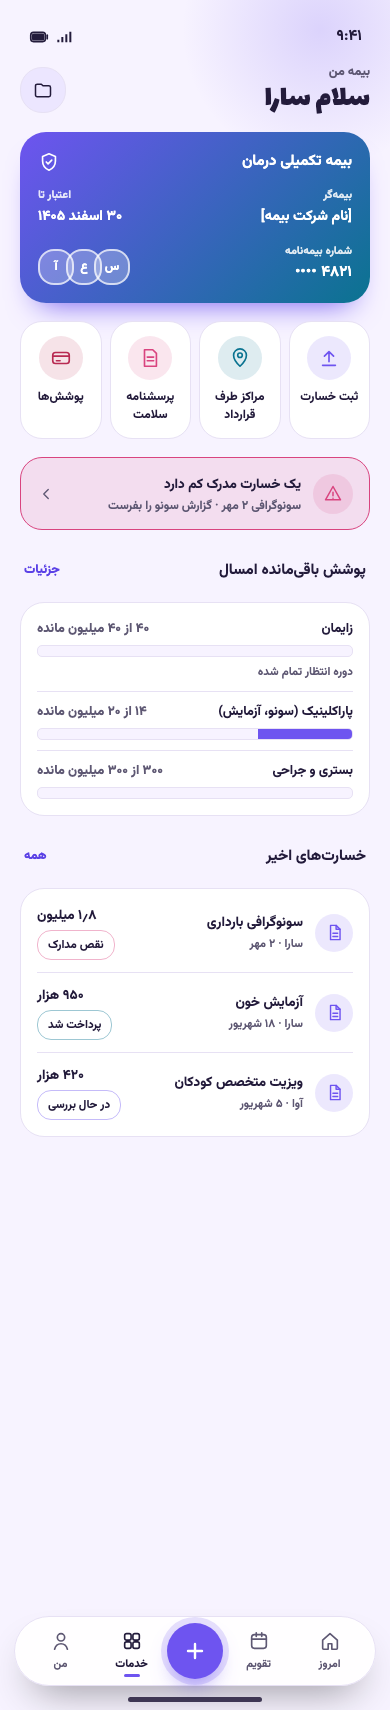 ۹:۴۱
بیمه من
سلام سارا
بیمه تکمیلی درمان
بیمه‌گر
اعتبار تا
[نام شرکت بیمه]
۳۰ اسفند ۱۴۰۵
شماره بیمه‌نامه
•••• ۴۸۲۱
س
ع
آ
ثبت خسارت
مراکز طرف
قرارداد
پرسشنامه
سلامت
پوشش‌ها
یک خسارت مدرک کم دارد
سونوگرافی ۲ مهر · گزارش سونو را بفرست
پوشش باقی‌مانده امسال
جزئیات
زایمان
۴۰ از ۴۰ میلیون مانده
دوره انتظار تمام شده
پاراکلینیک (سونو، آزمایش)
۱۴ از ۲۰ میلیون مانده
بستری و جراحی
۳۰۰ از ۳۰۰ میلیون مانده
خسارت‌های اخیر
همه
سونوگرافی بارداری
۱٫۸ میلیون
سارا · ۲ مهر
نقص مدارک
آزمایش خون
۹۵۰ هزار
سارا · ۱۸ شهریور
پرداخت شد
ویزیت متخصص کودکان
۴۲۰ هزار
آوا · ۵ شهریور
در حال بررسی
امروز
تقویم
خدمات
من